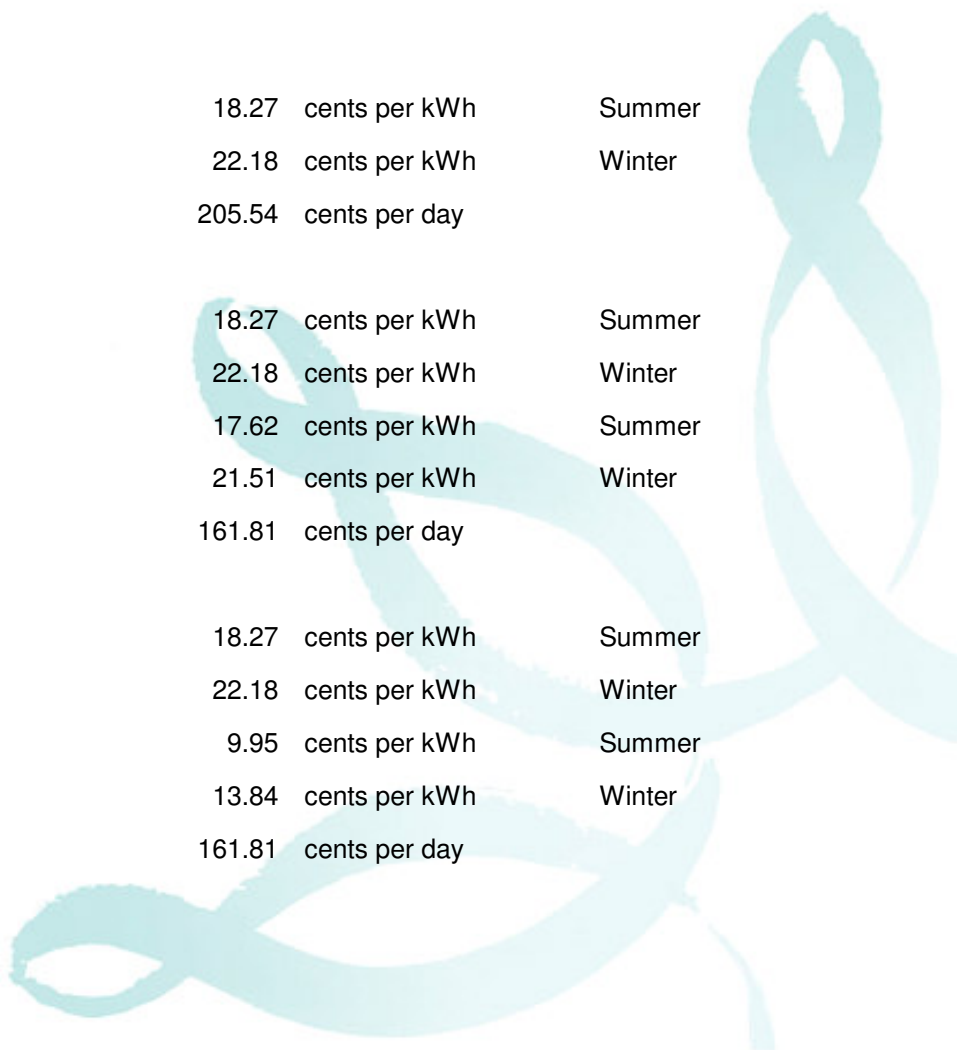 18.27 cents per kWh Summer
22.18 cents per kWh Winter
205.54 cents per day
18.27 cents per kWh Summer
22.18 cents per kWh Winter
17.62 cents per kWh Summer
21.51 cents per kWh Winter
161.81 cents per day
18.27 cents per kWh Summer
22.18 cents per kWh Winter
9.95 cents per kWh Summer
13.84 cents per kWh Winter
161.81 cents per day